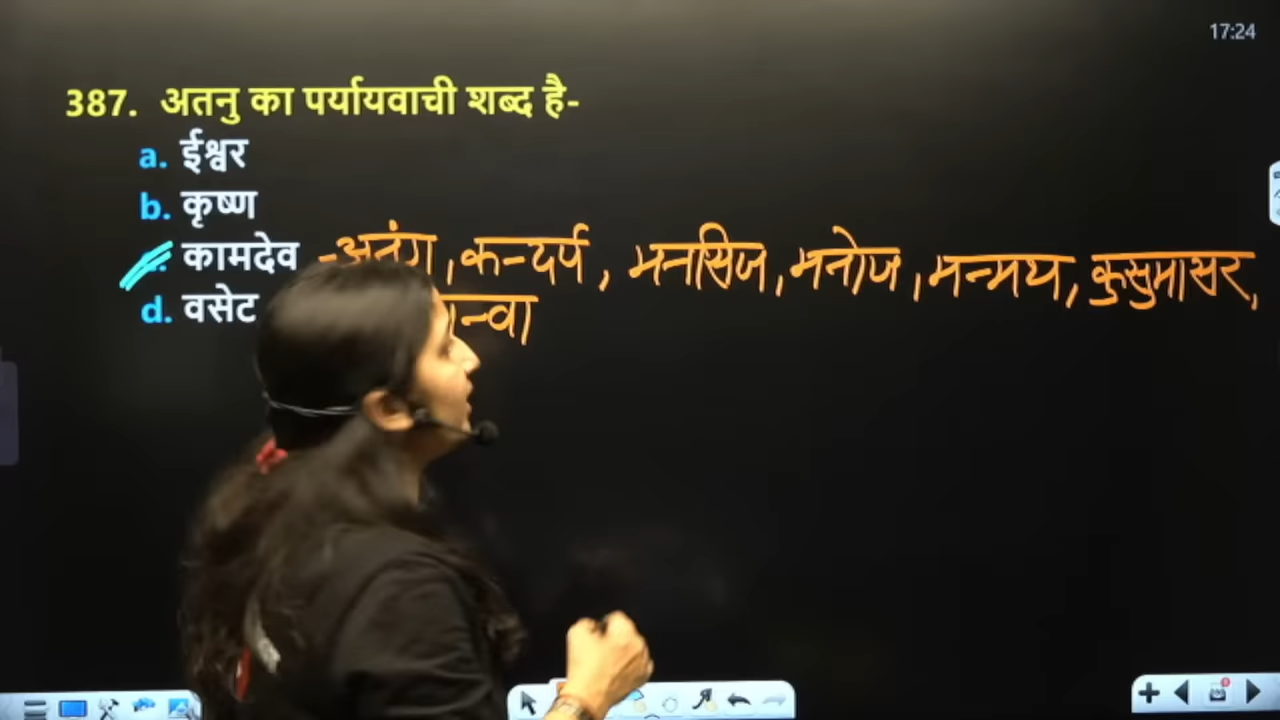 17:24
387. अतनु का पर्यायवाची शब्द है-
a. ईश्वर
b. कृष्ण
कामदेव -अनंग, कन्दर्प, मनसिज, मनोज, मन्मथ, कुसुमासर,
d. वसेट न्वा